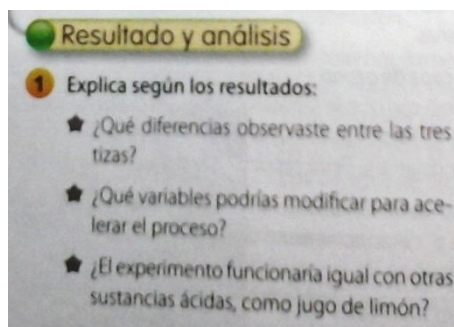 Resultado y análisis
1 Explica según los resultados:
¿Qué diferencias observaste entre las tres
tizas?
¿Qué variables podrías modificar para ace-
lerar el proceso?
¿El experimento funcionaría igual con otras
sustancias ácidas, como jugo de limón?